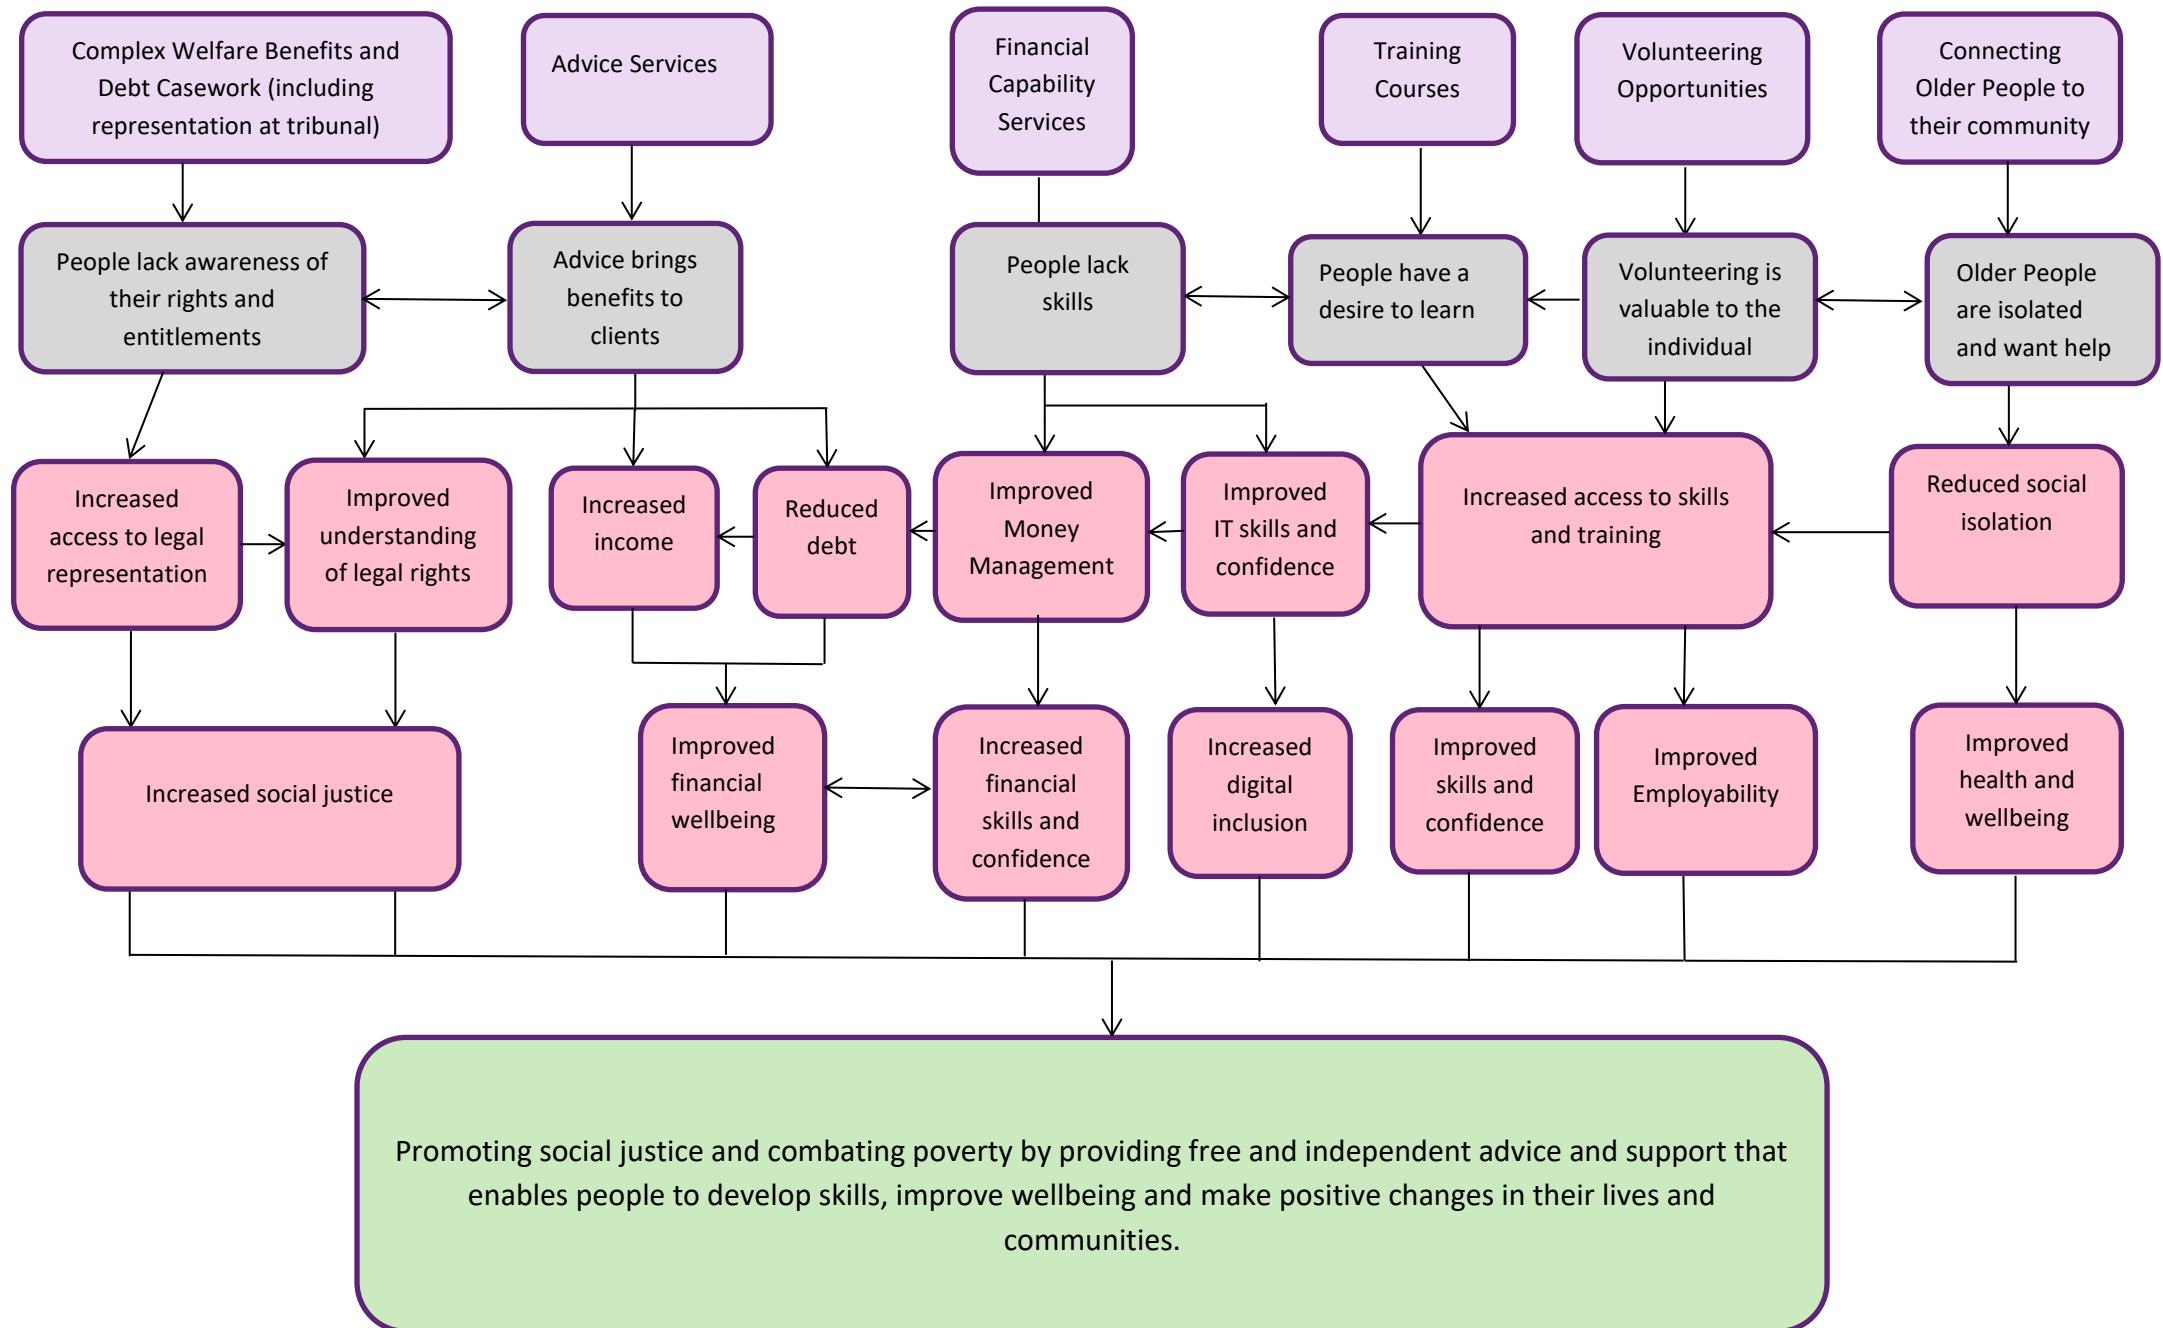 Complex Welfare Benefits and
Debt Casework (including
representation at tribunal)
Advice Services
Financial
Capability
Services
Training
Courses
Volunteering
Opportunities
Connecting
Older People to
their community
People lack awareness of
their rights and
entitlements
Advice brings
benefits to
clients
People lack
skills
People have a
desire to learn
Volunteering is
valuable to the
individual
Older People
are isolated
and want help
Increased
access to legal
representation
Improved
understanding
of legal rights
Increased
income
Reduced
debt
Improved
Money
Management
Improved
IT skills and
confidence
Increased access to skills
and training
Reduced social
isolation
Increased social justice
Improved
financial
wellbeing
Increased
financial
skills and
confidence
Increased
digital
inclusion
Improved
skills and
confidence
Improved
Employability
Improved
health and
wellbeing
Promoting social justice and combating poverty by providing free and independent advice and support that
enables people to develop skills, improve wellbeing and make positive changes in their lives and
communities.